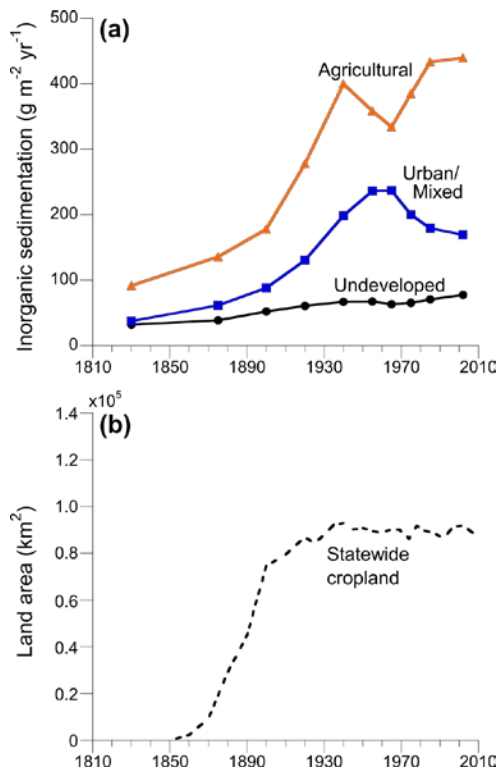 500
(a)
Agricultural
400
300
Urban/
Mixed
200
Undeveloped
100
0
Inorganic sedimentation (g m⁻² yr⁻¹)
1810 1850 1890 1930 1970 2010
x10⁵
1.4
(b)
1.2
1.0
0.8
Statewide
cropland
0.6
0.4
0.2
0
Land area (km²)
1810 1850 1890 1930 1970 2010